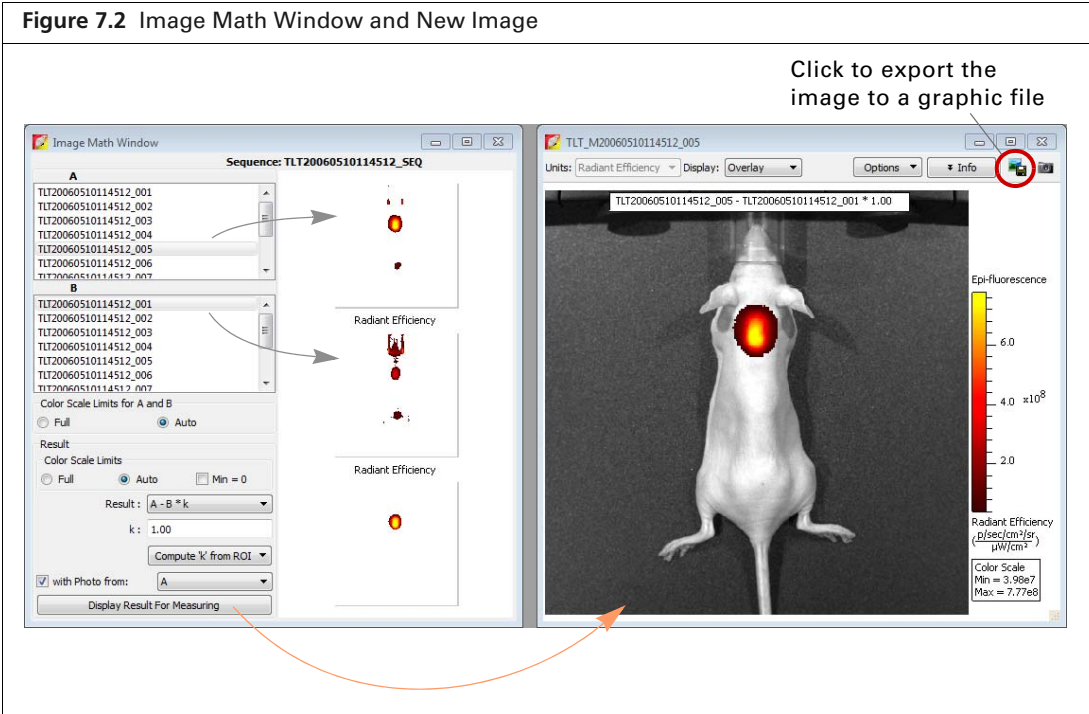 Figure 7.2 Image Math Window and New Image
Click to export the
image to a graphic file
Image Math Window
Sequence: TLT20060510114512_SEQ
A
TLT20060510114512_001
TLT20060510114512_002
TLT20060510114512_003
TLT20060510114512_004
TLT20060510114512_005
TLT20060510114512_006
TLT20060510114512_007
B
TLT20060510114512_001
TLT20060510114512_002
TLT20060510114512_003
TLT20060510114512_004
TLT20060510114512_005
TLT20060510114512_006
TLT20060510114512_007
Color Scale Limits for A and B
Full Auto
Result
Color Scale Limits
Full Auto Min = 0
Result : A - B * k
k : 1.00
Compute 'k' from ROI
with Photo from: A
Display Result For Measuring
Radiant Efficiency
Radiant Efficiency
TLT_M20060510114512_005
Units: Radiant Efficiency Display: Overlay Options Info
TLT20060510114512_005 - TLT20060510114512_001 * 1.00
Epi-fluorescence
6.0
4.0 x10^8
2.0
Radiant Efficiency
(p/sec/cm²/sr
µW/cm²)
Color Scale
Min = 3.98e7
Max = 7.77e8